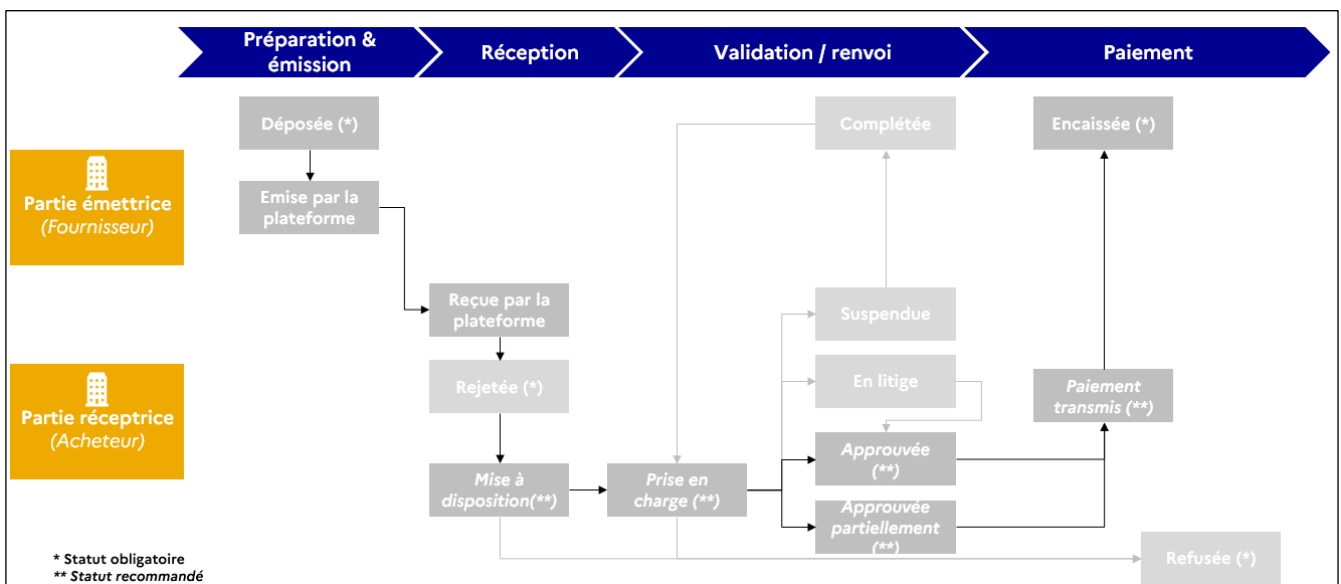 Préparation &
émission
Réception
Validation / renvoi
Paiement
Déposée (*)
Complétée
Encaissée (*)
Partie émettrice
(Fournisseur)
Emise par la
plateforme
Reçue par la
plateforme
Suspendue
Rejetée (*)
En litige
Paiement
transmis (**)
Partie réceptrice
(Acheteur)
Mise à
disposition(**)
Prise en
charge (**)
Approuvée
(**)
Approuvée
partiellement
(**)
Refusée (*)
* Statut obligatoire
** Statut recommandé